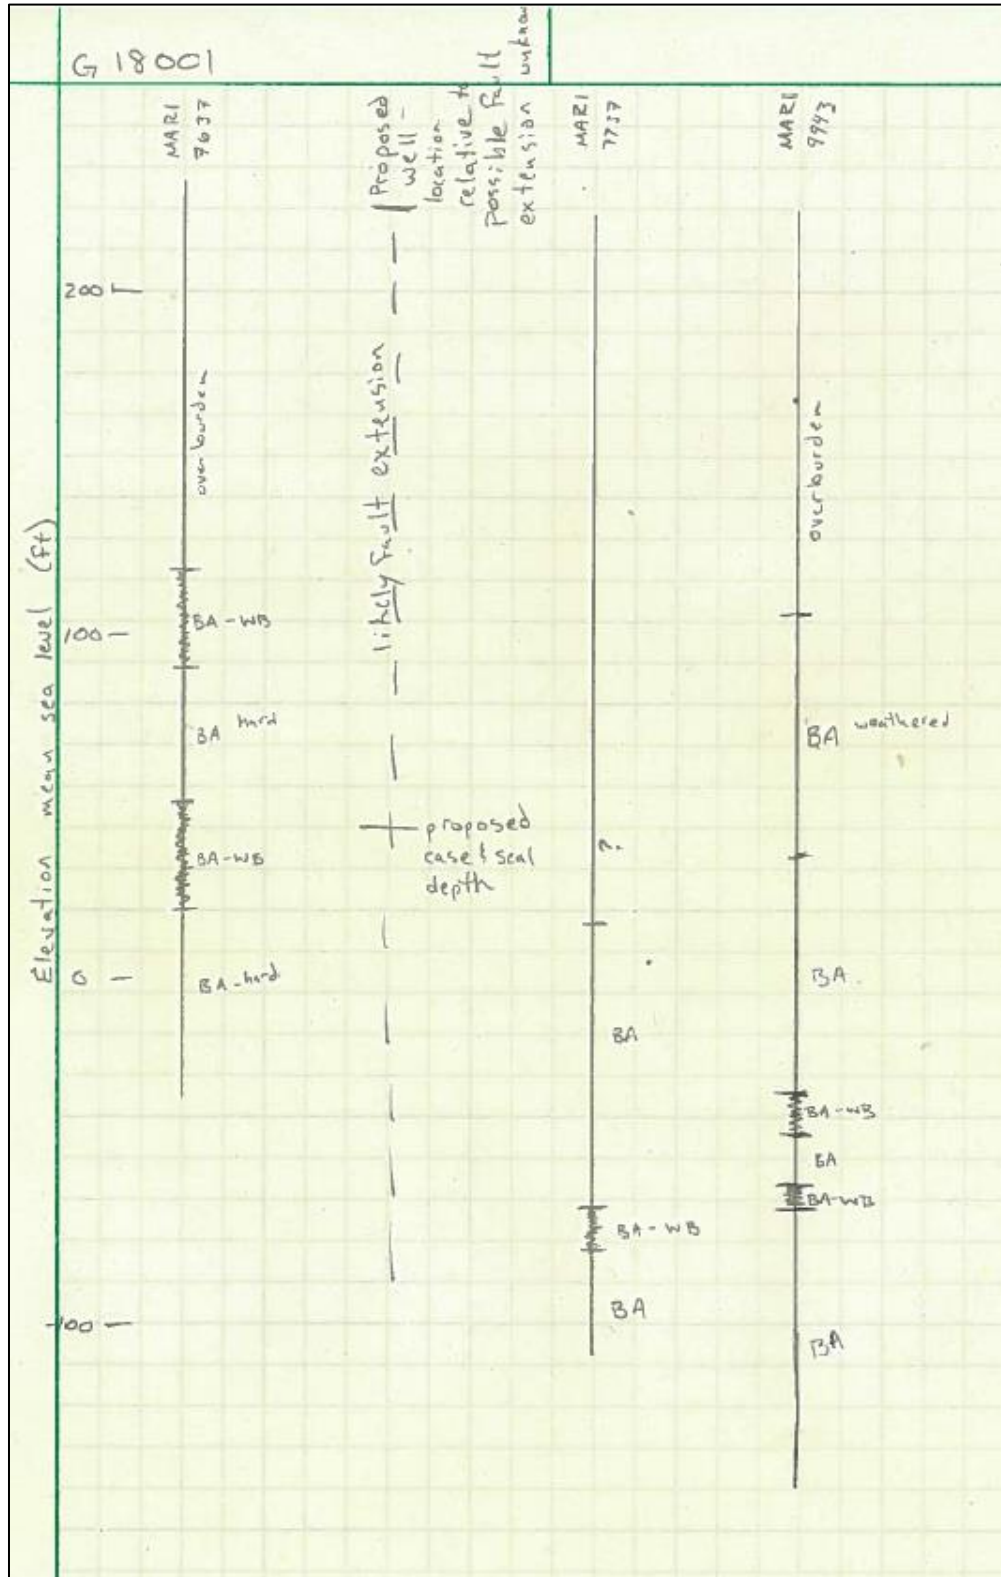 G 18001
MARI
7637
Proposed
well -
location
relative to
possible fault
extension unknown
MARI
7737
MARI
9943
Elevation mean sea level (ft)
200
overburden
likely fault extension
overburden
100
BA-WB
BA hard
BA weathered
proposed
case & seal
depth
BA-WB
?
0
BA-hard
BA
BA
BA-WB
BA
BA-WB
BA-WB
-100
BA
BA